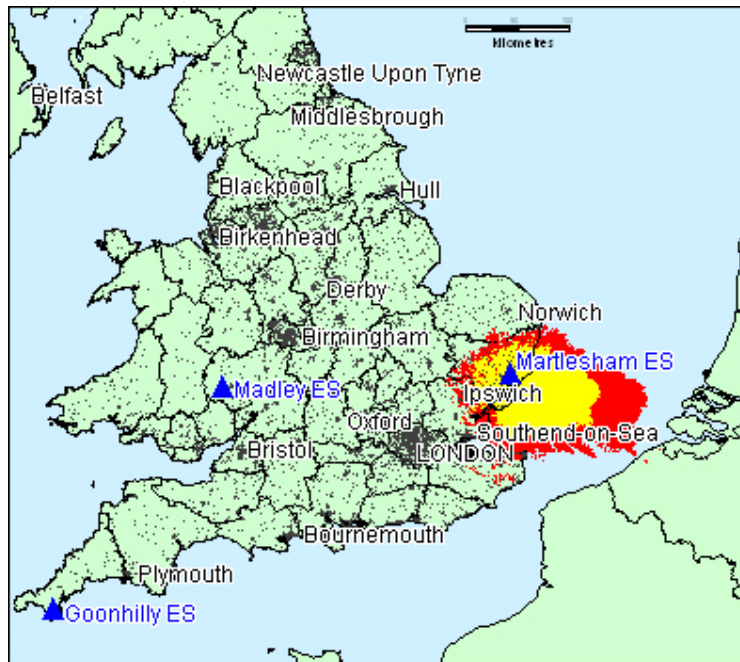 kilometres
Newcastle Upon Tyne
Belfast
Middlesbrough
Blackpool
Hull
Birkenhead
Derby
Norwich
Birmingham
Martlesham ES
Madley ES
Ipswich
Oxford
Southend-on-Sea
Bristol
LONDON
Bournemouth
Plymouth
Goonhilly ES